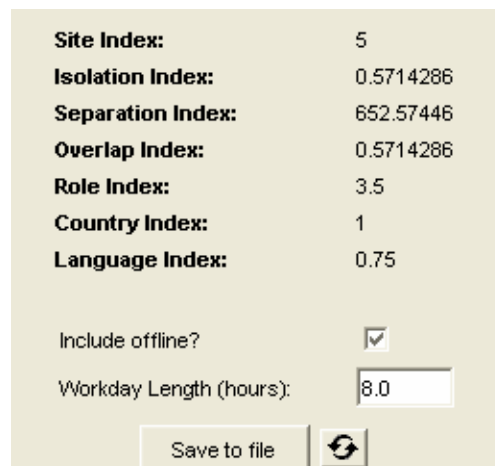 Site Index: 5
Isolation Index: 0.5714286
Separation Index: 652.57446
Overlap Index: 0.5714286
Role Index: 3.5
Country Index: 1
Language Index: 0.75
Include offline?
Workday Length (hours): 8.0
Save to file